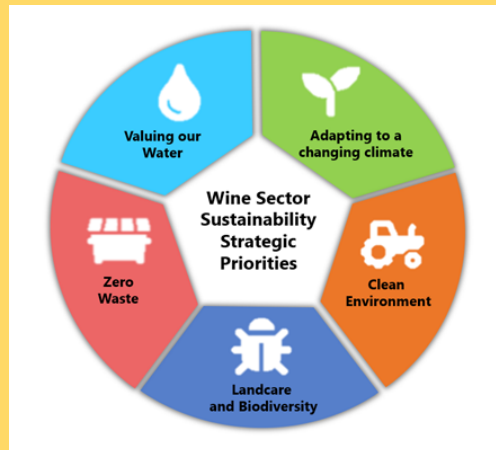 Valuing our
Water
Adapting to a
changing climate
Wine Sector
Sustainability
Strategic
Priorities
Zero
Waste
Clean
Environment
Landcare
and Biodiversity